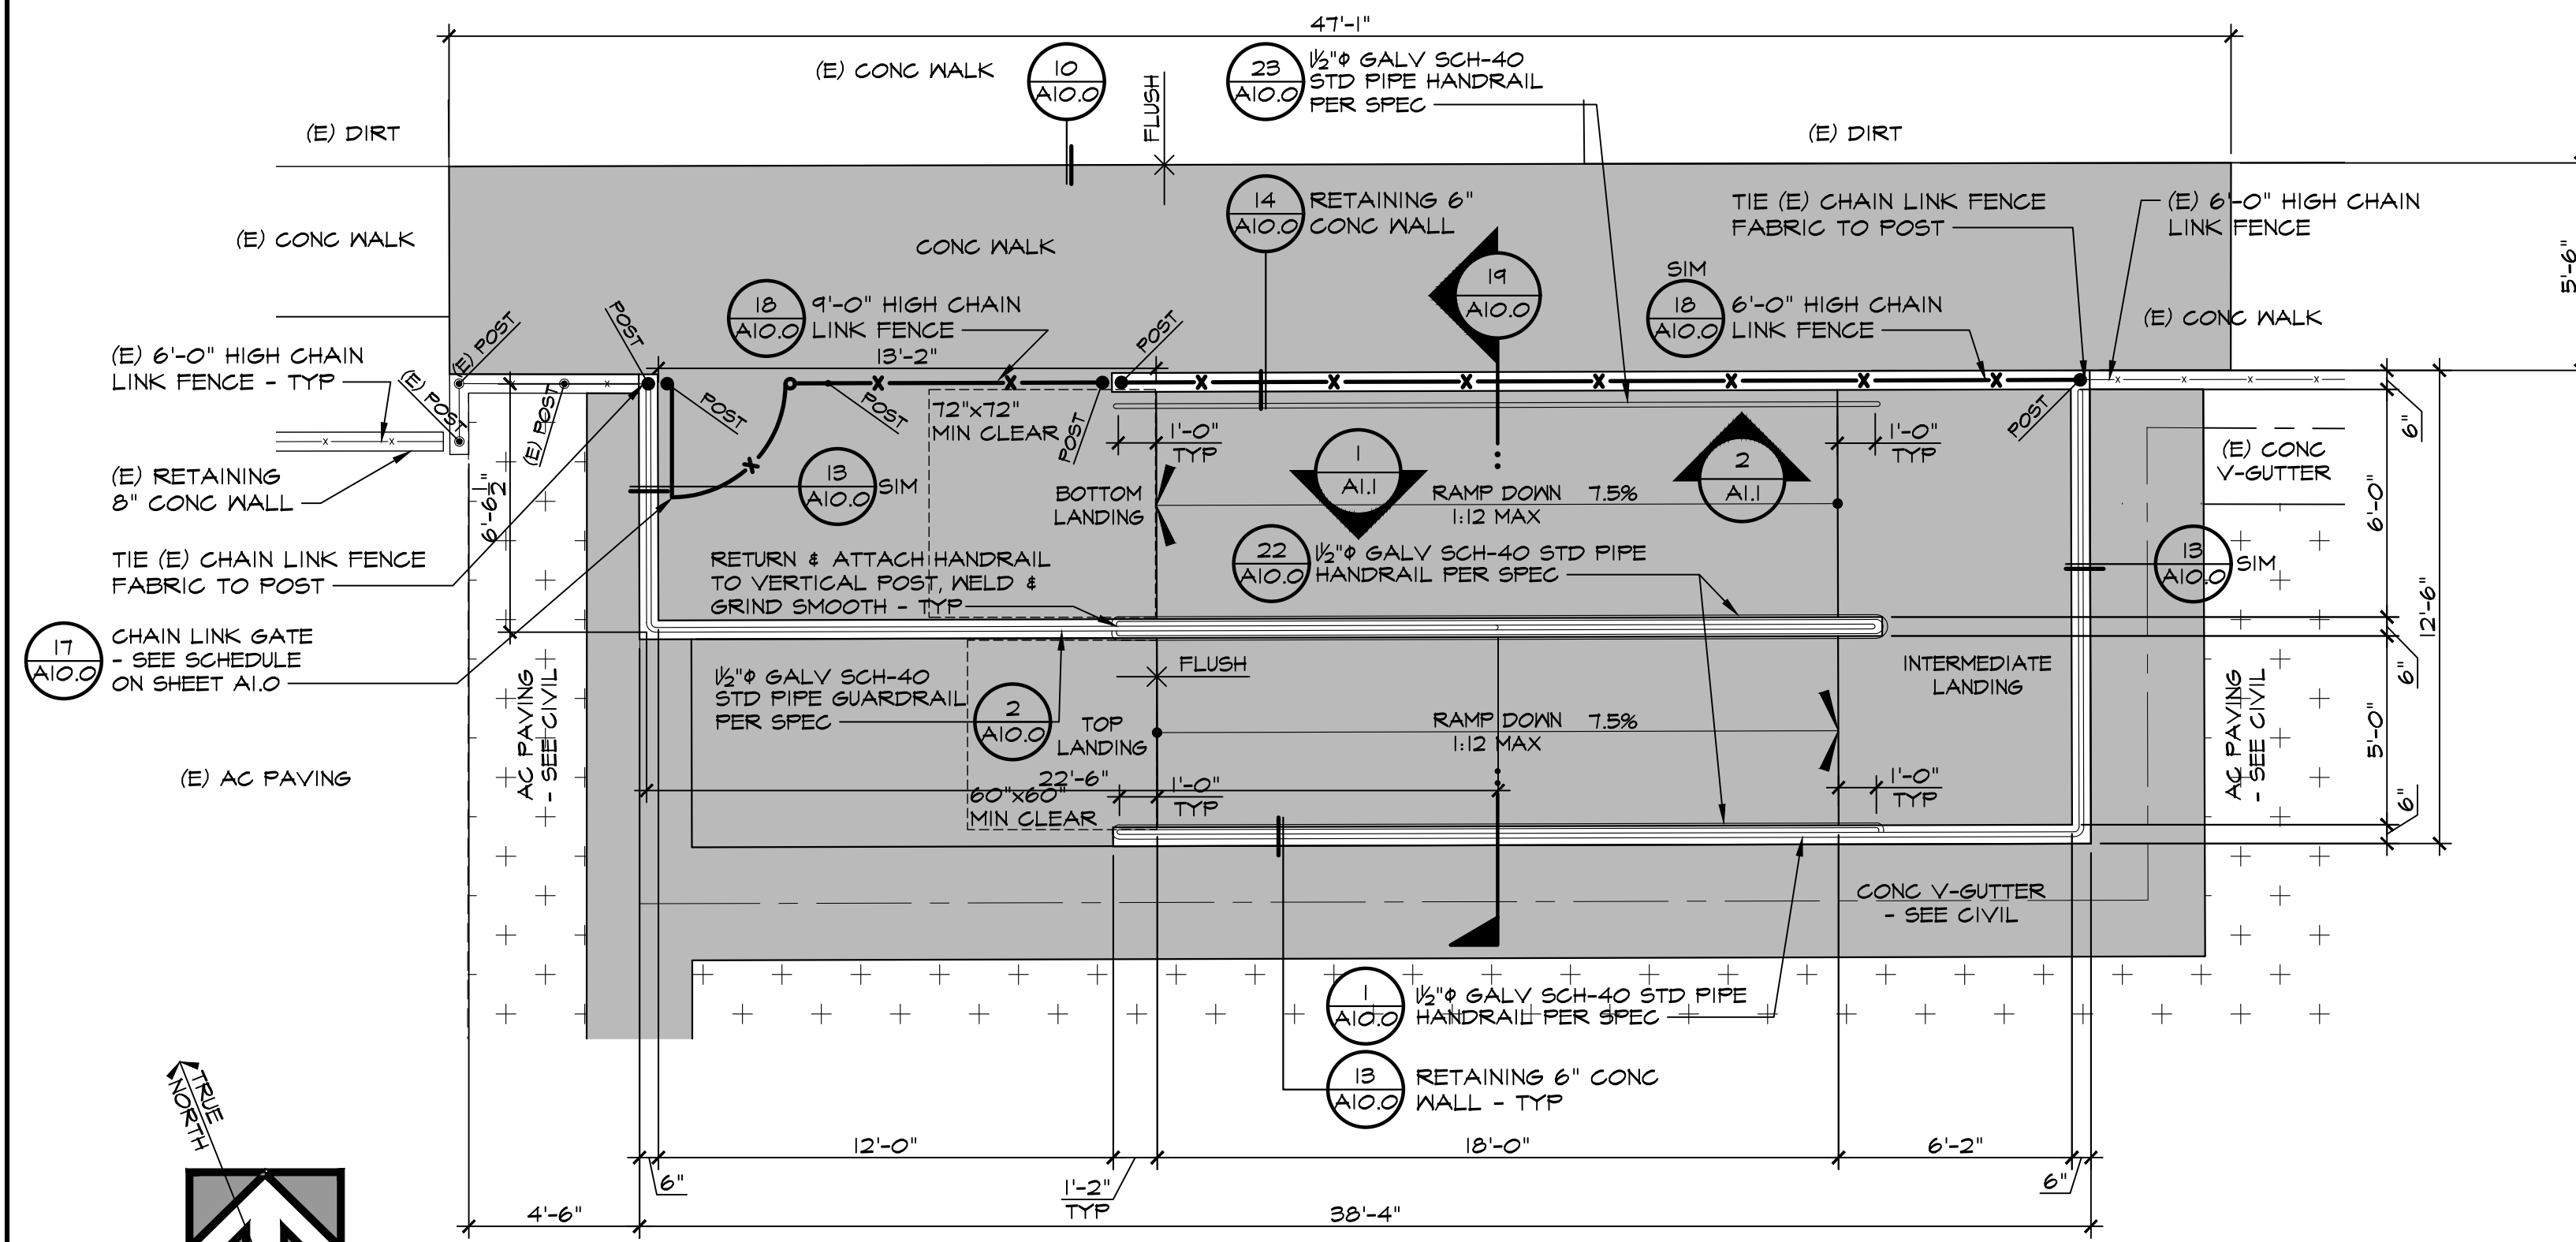 47'-1"
(E) CONC WALK
10
A10.0
FLUSH
23
A10.0
1½"Φ GALV SCH-40
STD PIPE HANDRAIL
PER SPEC
(E) DIRT
(E) DIRT
(E) CONC WALK
CONC WALK
14
A10.0
RETAINING 6"
CONC WALL
19
A10.0
TIE (E) CHAIN LINK FENCE
FABRIC TO POST
(E) 6'-0" HIGH CHAIN
LINK FENCE
5'-6"
18
A10.0
9'-0" HIGH CHAIN
LINK FENCE
13'-2"
SIM
18
A10.0
6'-0" HIGH CHAIN
LINK FENCE
(E) CONC WALK
(E) 6'-0" HIGH CHAIN
LINK FENCE - TYP
(E) POST
(E) POST
(E) POST
POST
POST
POST
POST
POST
POST
72"x72"
MIN CLEAR
1'-0"
TYP
1'-0"
TYP
6"
(E) CONC
V-GUTTER
(E) RETAINING
8" CONC WALL
6'-6½"
13
A10.0
SIM
BOTTOM
LANDING
1
A1.1
RAMP DOWN 7.5%
1:12 MAX
2
A1.1
6'-0"
TIE (E) CHAIN LINK FENCE
FABRIC TO POST
RETURN & ATTACH HANDRAIL
TO VERTICAL POST, WELD &
GRIND SMOOTH - TYP
22
A10.0
1½"Φ GALV SCH-40 STD PIPE
HANDRAIL PER SPEC
13
A10.0
SIM
12'-6"
17
A10.0
CHAIN LINK GATE
- SEE SCHEDULE
ON SHEET A1.0
1½"Φ GALV SCH-40
STD PIPE GUARDRAIL
PER SPEC
2
A10.0
FLUSH
TOP
LANDING
INTERMEDIATE
LANDING
6"
RAMP DOWN 7.5%
1:12 MAX
AC PAVING
- SEE CIVIL
AC PAVING
- SEE CIVIL
5'-0"
(E) AC PAVING
22'-6"
60"x60"
MIN CLEAR
1'-0"
TYP
1'-0"
TYP
6"
CONC V-GUTTER
- SEE CIVIL
1
A10.0
1½"Φ GALV SCH-40 STD PIPE
HANDRAIL PER SPEC
13
A10.0
RETAINING 6" CONC
WALL - TYP
TRUE
NORTH
12'-0"
18'-0"
6'-2"
6"
1'-2"
TYP
6"
4'-6"
38'-4"